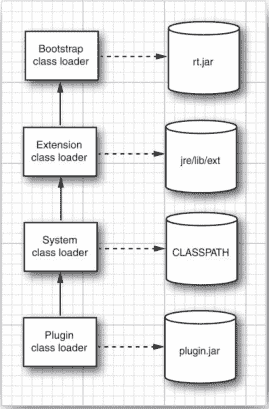 Bootstrap
class loader
rt.jar
Extension
class loader
jre/lib/ext
System
class loader
CLASSPATH
Plugin
class loader
plugin.jar